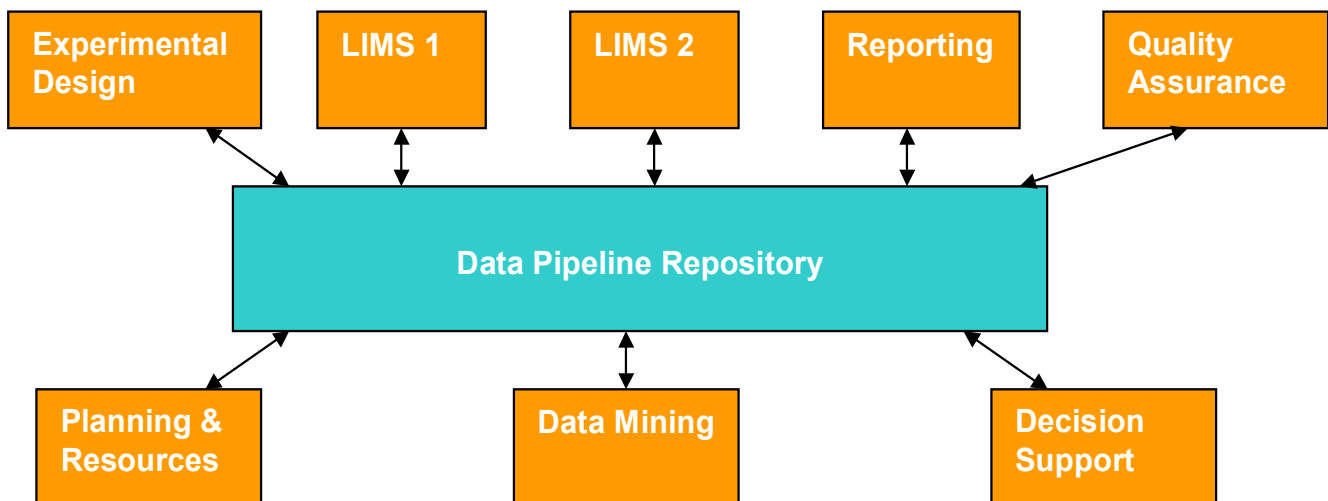 Experimental
Design
LIMS 1
LIMS 2
Reporting
Quality
Assurance
Data Pipeline Repository
Planning &
Resources
Data Mining
Decision
Support